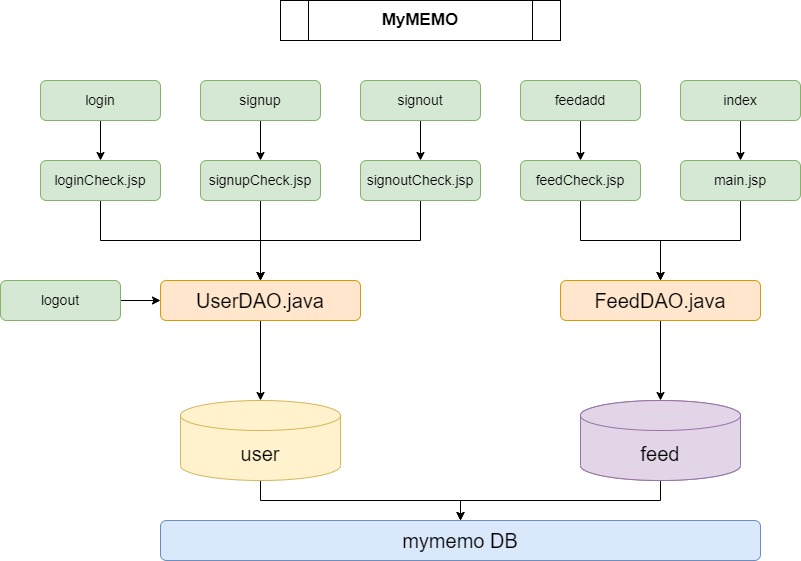 MyMEMO
login
signup
signout
feedadd
index
loginCheck.jsp
signupCheck.jsp
signoutCheck.jsp
feedCheck.jsp
main.jsp
logout
UserDAO.java
FeedDAO.java
user
feed
mymemo DB